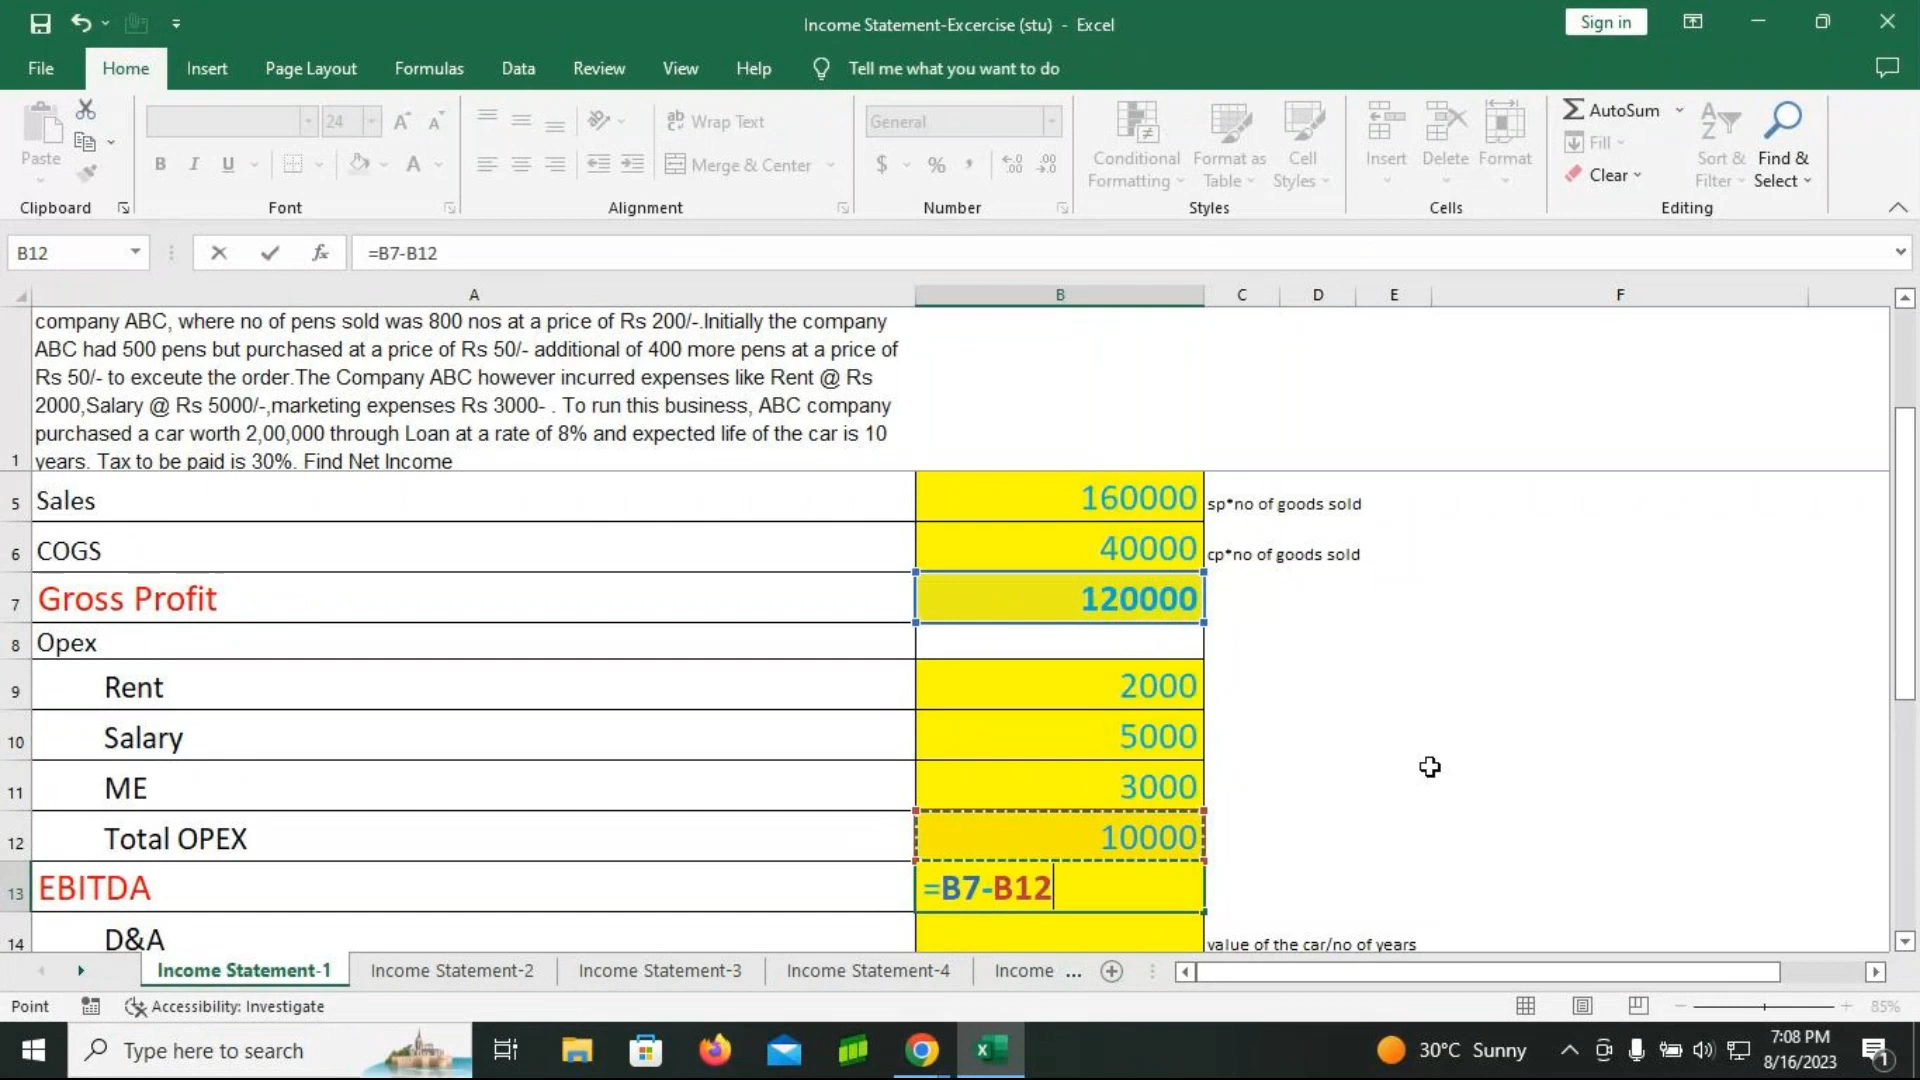 Income Statement-Excercise (stu) - Excel
Sign in
File Home Insert Page Layout Formulas Data Review View Help Tell me what you want to do
Paste
24
B I U A
ab Wrap Text
Merge & Center
General
$ % ,
Conditional Formatting
Format as Table
Cell Styles
Insert
Delete
Format
AutoSum
Fill
Clear
Sort & Filter
Find & Select
Clipboard Font Alignment Number Styles Cells Editing
B12 fx =B7-B12
A B C D E F
company ABC, where no of pens sold was 800 nos at a price of Rs 200/-.Initially the company
ABC had 500 pens but purchased at a price of Rs 50/- additional of 400 more pens at a price of
Rs 50/- to exceute the order.The Company ABC however incurred expenses like Rent @ Rs
2000,Salary @ Rs 5000/-,marketing expenses Rs 3000- . To run this business, ABC company
purchased a car worth 2,00,000 through Loan at a rate of 8% and expected life of the car is 10
1 years. Tax to be paid is 30%. Find Net Income
5 Sales 160000 sp*no of goods sold
6 COGS 40000 cp*no of goods sold
7 Gross Profit 120000
8 Opex
9 Rent 2000
10 Salary 5000
11 ME 3000
12 Total OPEX 10000
13 EBITDA =B7-B12
14 D&A value of the car/no of years
Income Statement-1 Income Statement-2 Income Statement-3 Income Statement-4 Income ...
Point Accessibility: Investigate 85%
Type here to search
30°C Sunny
7:08 PM
8/16/2023
1